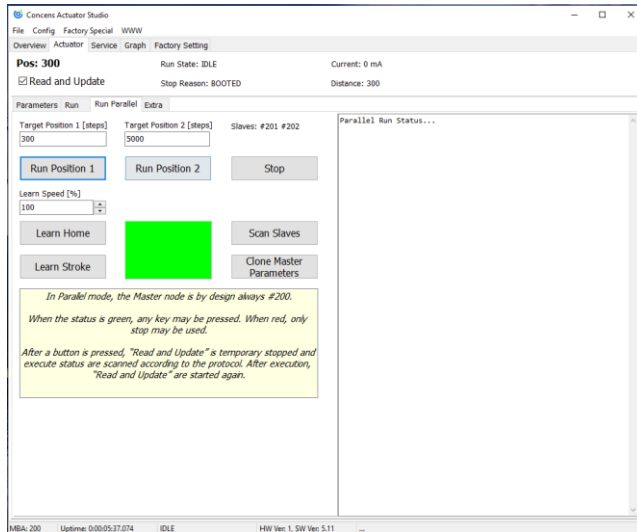 Concens Actuator Studio
File Config Factory Special WWW
Overview Actuator Service Graph Factory Setting
Pos: 300 Run State: IDLE Current: 0 mA
Read and Update Stop Reason: BOOTED Distance: 300
Parameters Run Run Parallel Extra
Target Position 1 [steps] Target Position 2 [steps] Slaves: #201 #202
300 5000
Run Position 1 Run Position 2 Stop
Learn Speed [%]
100
Learn Home Scan Slaves
Learn Stroke Clone Master
Parameters
In Parallel mode, the Master node is by design always #200.
When the status is green, any key may be pressed. When red, only
stop may be used.
After a button is pressed, "Read and Update" is temporary stopped and
execute status are scanned according to the protocol. After execution,
"Read and Update" are started again.
Parallel Run Status...
MBA: 200 Uptime: 0:00:05:37.074 IDLE HW Ver: 1, SW Ver: 5.11 ...